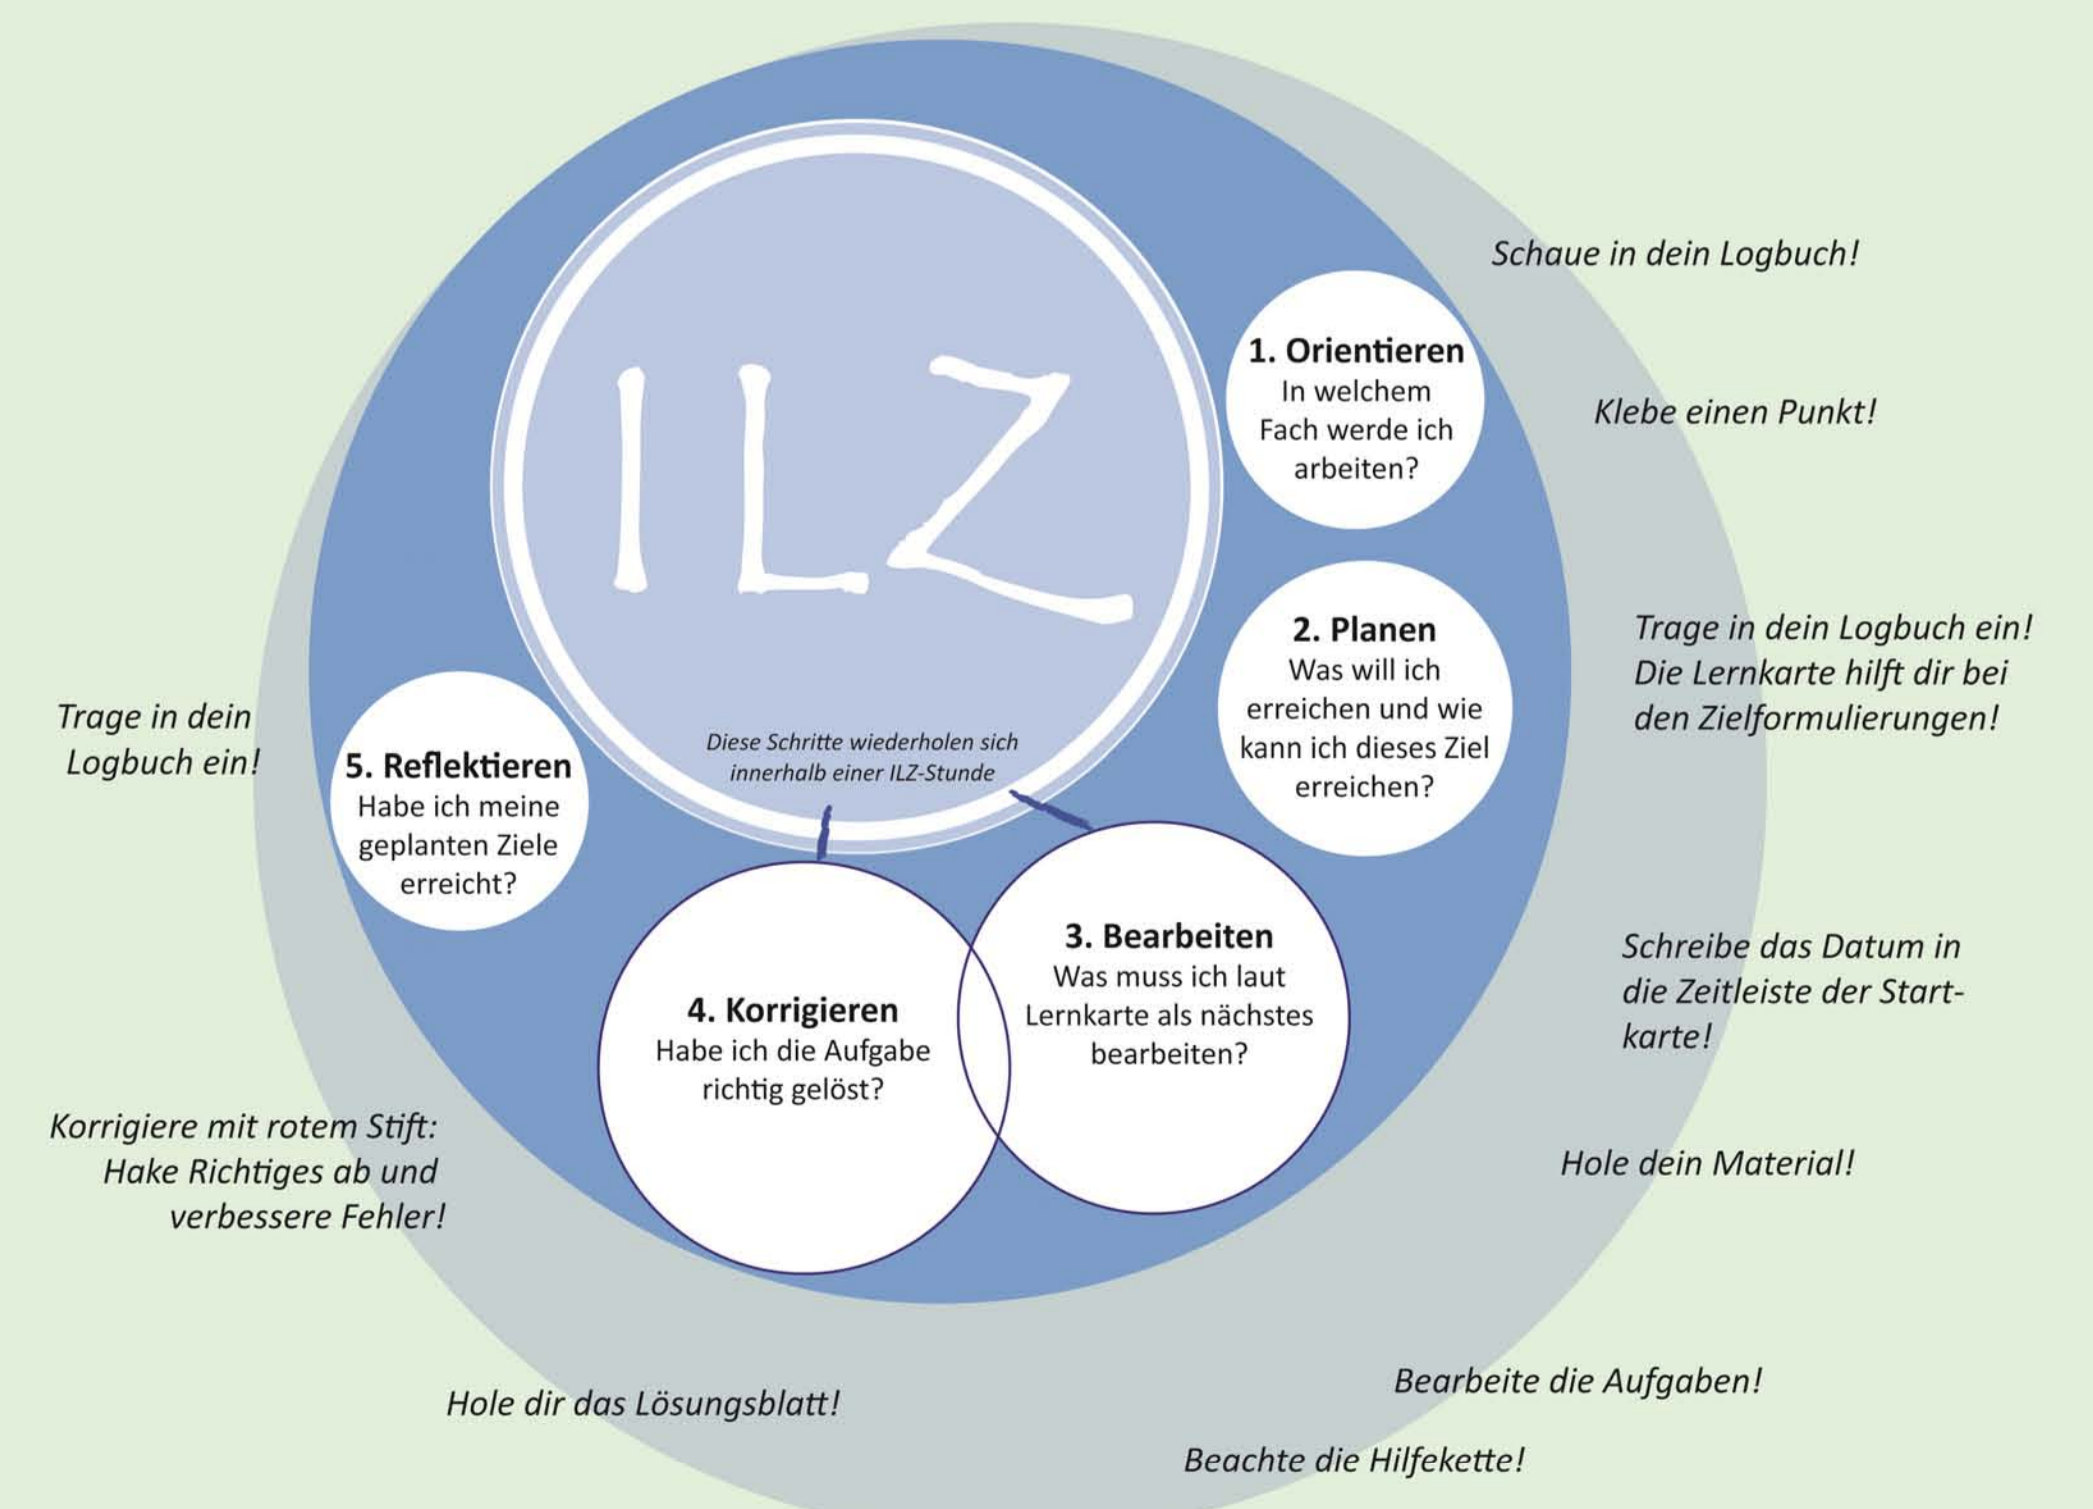 ILZ
Diese Schritte wiederholen sich
innerhalb einer ILZ-Stunde
Schaue in dein Logbuch!
1. Orientieren
In welchem
Fach werde ich
arbeiten?
Klebe einen Punkt!
2. Planen
Was will ich
erreichen und wie
kann ich dieses Ziel
erreichen?
Trage in dein Logbuch ein!
Die Lernkarte hilft dir bei
den Zielformulierungen!
3. Bearbeiten
Was muss ich laut
Lernkarte als nächstes
bearbeiten?
Schreibe das Datum in
die Zeitleiste der Start-
karte!
Hole dein Material!
Bearbeite die Aufgaben!
Beachte die Hilfekette!
4. Korrigieren
Habe ich die Aufgabe
richtig gelöst?
Hole dir das Lösungsblatt!
Korrigiere mit rotem Stift:
Hake Richtiges ab und
verbessere Fehler!
5. Reflektieren
Habe ich meine
geplanten Ziele
erreicht?
Trage in dein
Logbuch ein!